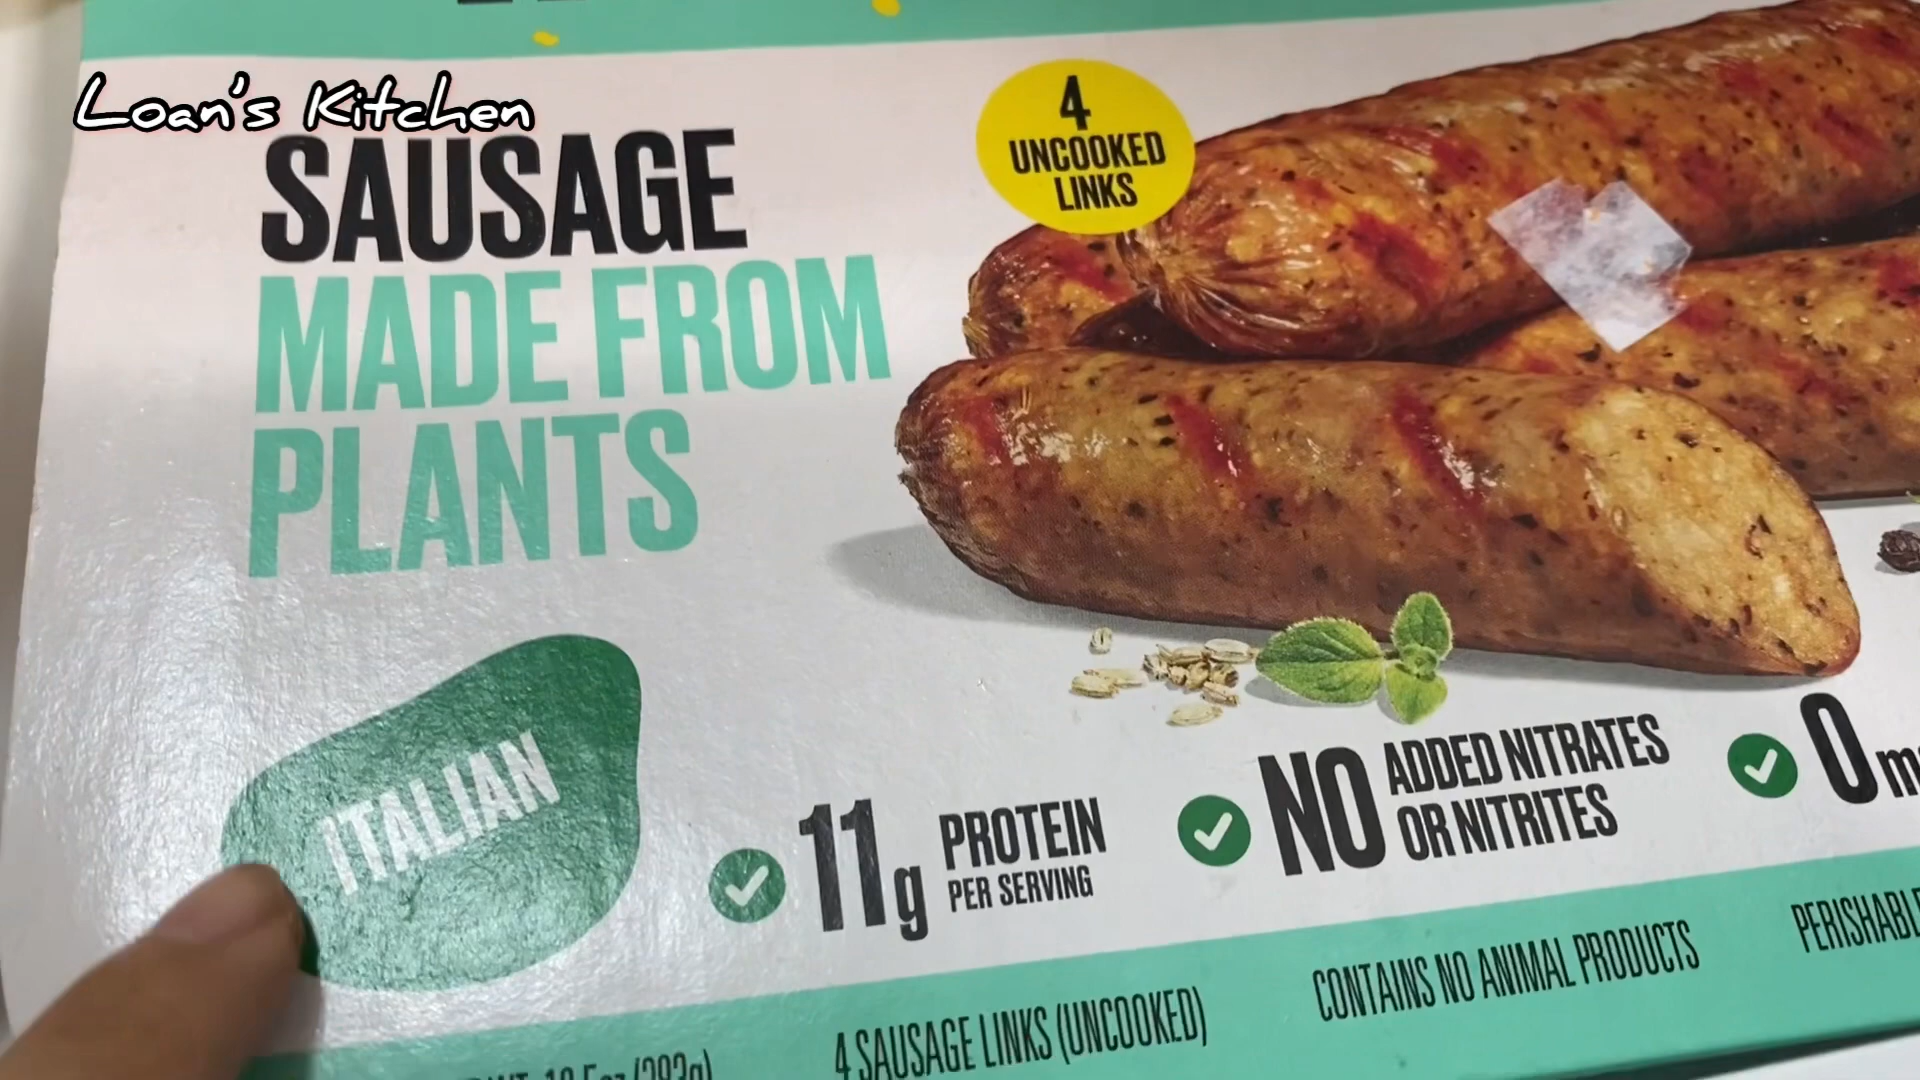 Loan's Kitchen
SAUSAGE
MADE FROM
PLANTS
4
UNCOOKED
LINKS
ITALIAN
11g PROTEIN
PER SERVING
NO ADDED NITRATES
OR NITRITES
0
4 SAUSAGE LINKS (UNCOOKED)
CONTAINS NO ANIMAL PRODUCTS